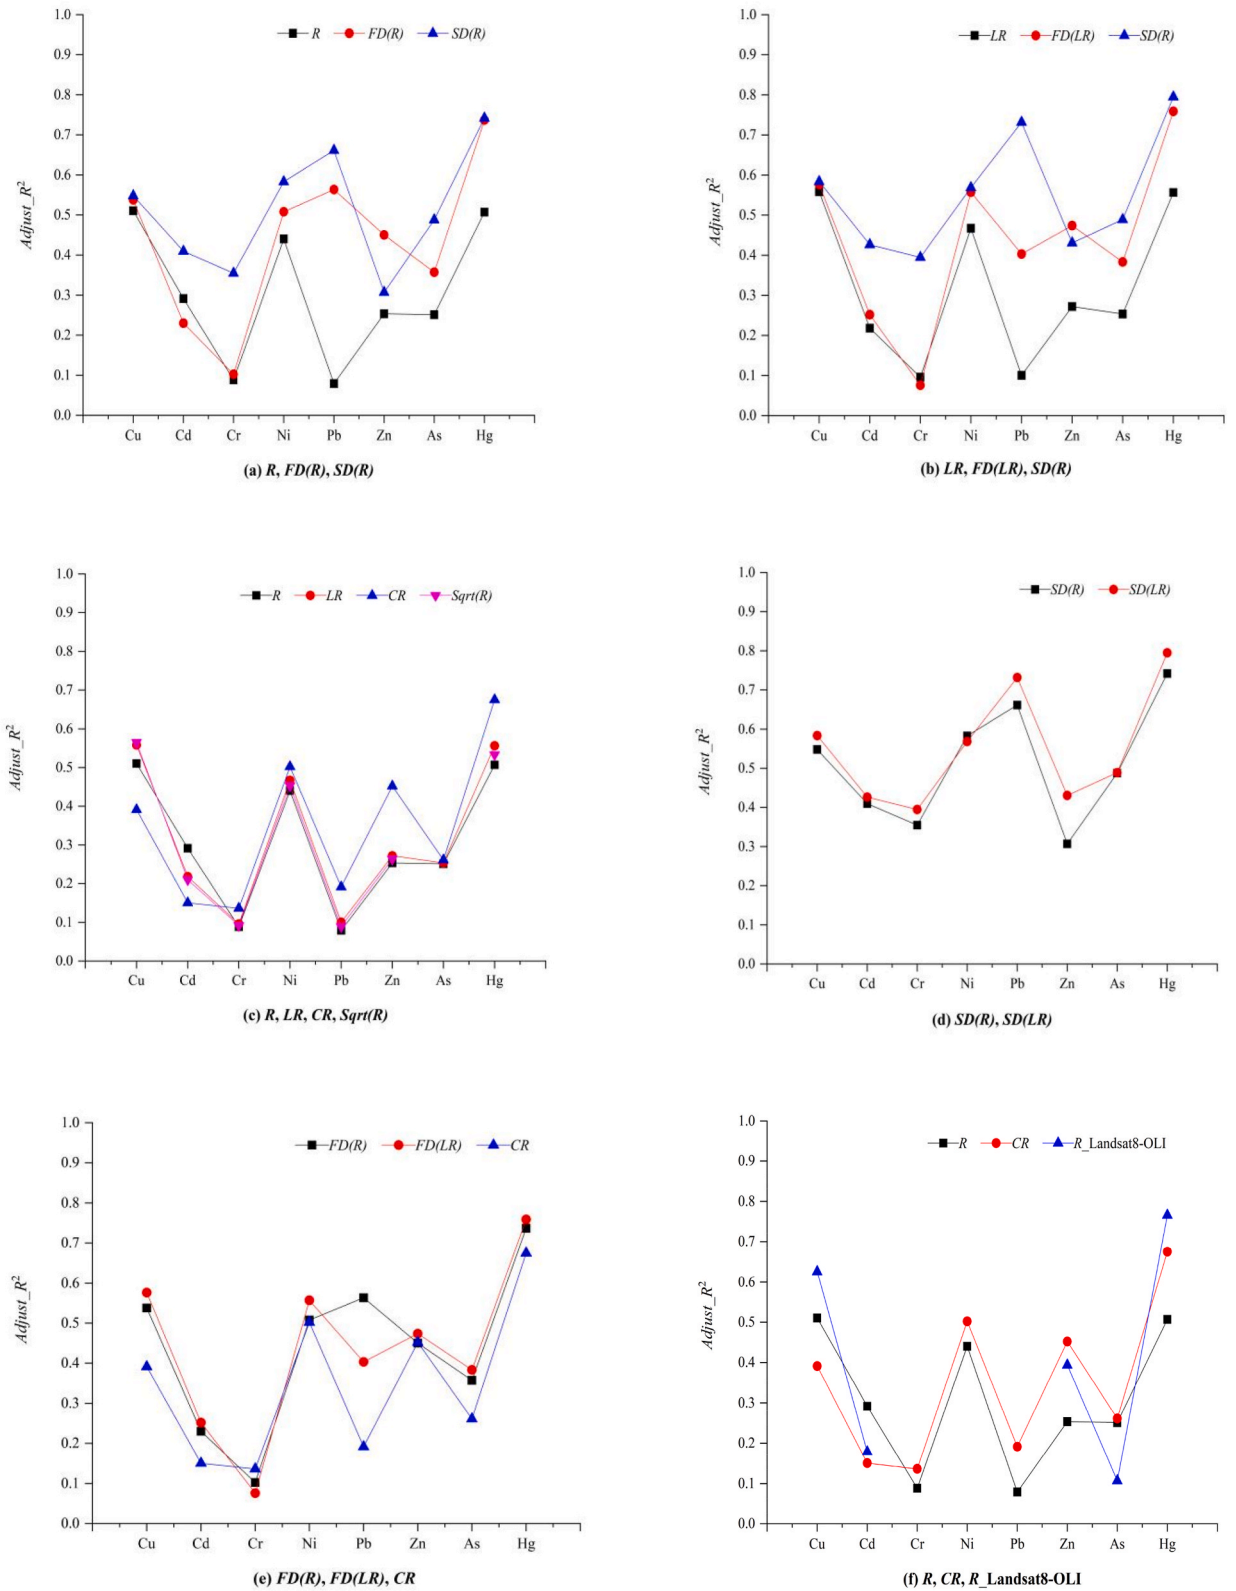 R FD(R) SD(R)
1.0
0.9
0.8
0.7
0.6
0.5
0.4
0.3
0.2
0.1
0.0
Adjust_R²
Cu Cd Cr Ni Pb Zn As Hg
(a) R, FD(R), SD(R)
LR FD(LR) SD(R)
1.0
0.9
0.8
0.7
0.6
0.5
0.4
0.3
0.2
0.1
0.0
Adjust_R²
Cu Cd Cr Ni Pb Zn As Hg
(b) LR, FD(LR), SD(R)
R LR CR Sqrt(R)
1.0
0.9
0.8
0.7
0.6
0.5
0.4
0.3
0.2
0.1
0.0
Adjust_R²
Cu Cd Cr Ni Pb Zn As Hg
(c) R, LR, CR, Sqrt(R)
SD(R) SD(LR)
1.0
0.9
0.8
0.7
0.6
0.5
0.4
0.3
0.2
0.1
0.0
Adjust_R²
Cu Cd Cr Ni Pb Zn As Hg
(d) SD(R), SD(LR)
FD(R) FD(LR) CR
1.0
0.9
0.8
0.7
0.6
0.5
0.4
0.3
0.2
0.1
0.0
Adjust_R²
Cu Cd Cr Ni Pb Zn As Hg
(e) FD(R), FD(LR), CR
R CR R_Landsat8-OLI
1.0
0.9
0.8
0.7
0.6
0.5
0.4
0.3
0.2
0.1
0.0
Adjust_R²
Cu Cd Cr Ni Pb Zn As Hg
(f) R, CR, R_Landsat8-OLI